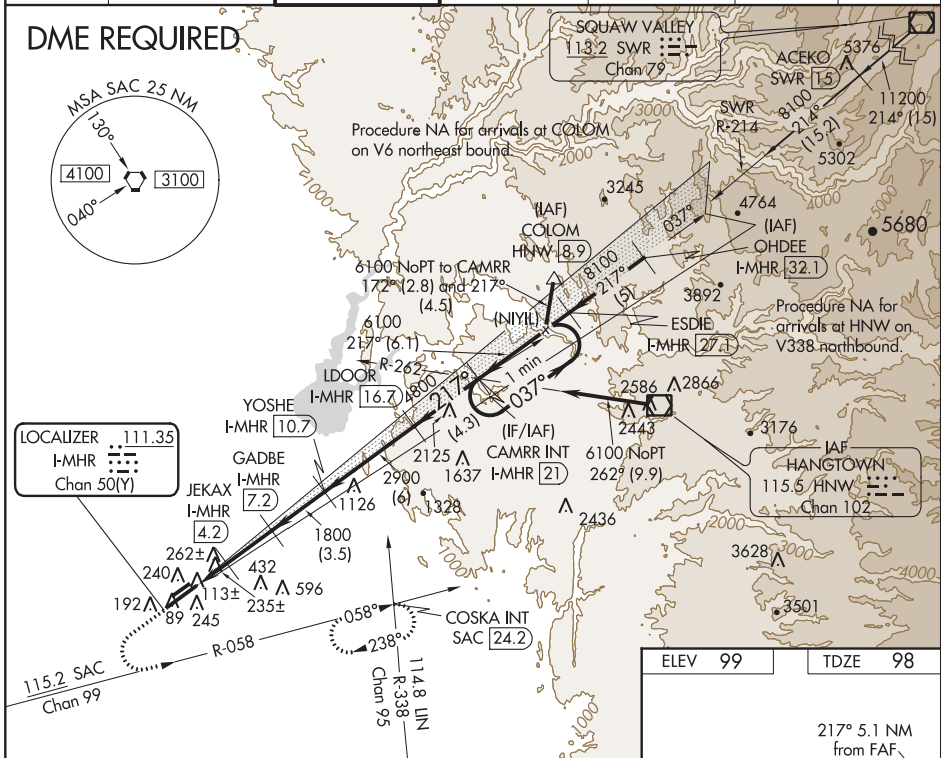 DME REQUIRED
MSA SAC 25 NM
130°
4100
3100
040°
SQUAW VALLEY
113.2 SWR
Chan 79
ACEKO
SWR 15
5376
11200
214° (15)
8100
214°
(15.2)
SWR
R-214
5302
Procedure NA for arrivals at COLOM
on V6 northeast bound.
3245
4764
5680
(IAF)
COLOM
HNW 8.9
037°
(IAF)
OHDEE
I-MHR 32.1
8100
217°
(5)
3892
6100 NoPT to CAMRR
172° (2.8) and 217°
(4.5)
(NIYIL)
ESDIE
I-MHR 27.1
Procedure NA for
arrivals at HNW on
V338 northbound.
6100
217° (6.1)
R-262
1 min
LDOOR
I-MHR 16.7
4800
217°
037°
(4.3)
2586
2866
2443
YOSHE
I-MHR 10.7
2125
1637
(IF/IAF)
CAMRR INT
I-MHR 21
6100 NoPT
262° (9.9)
3176
IAF
HANGTOWN
115.5 HNW
Chan 102
LOCALIZER 111.35
I-MHR
Chan 50(Y)
GADBE
I-MHR
7.2
2900
(6)
1126
1328
2436
JEKAX
I-MHR
4.2
1800
(3.5)
262±
240
432
596
113±
235±
192
89
245
3628
3501
1000
2000
3000
4000
058°
R-058
238°
COSKA INT
SAC 24.2
115.2 SAC
Chan 99
114.8 LIN
R-338
Chan 95
ELEV 99
TDZE 98
217° 5.1 NM
from FAF